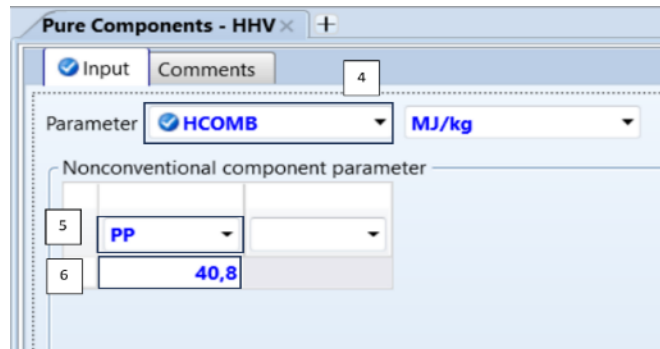 Pure Components - HHV × +
Input Comments
4
Parameter HCOMB MJ/kg
Nonconventional component parameter
5 PP
6 40,8